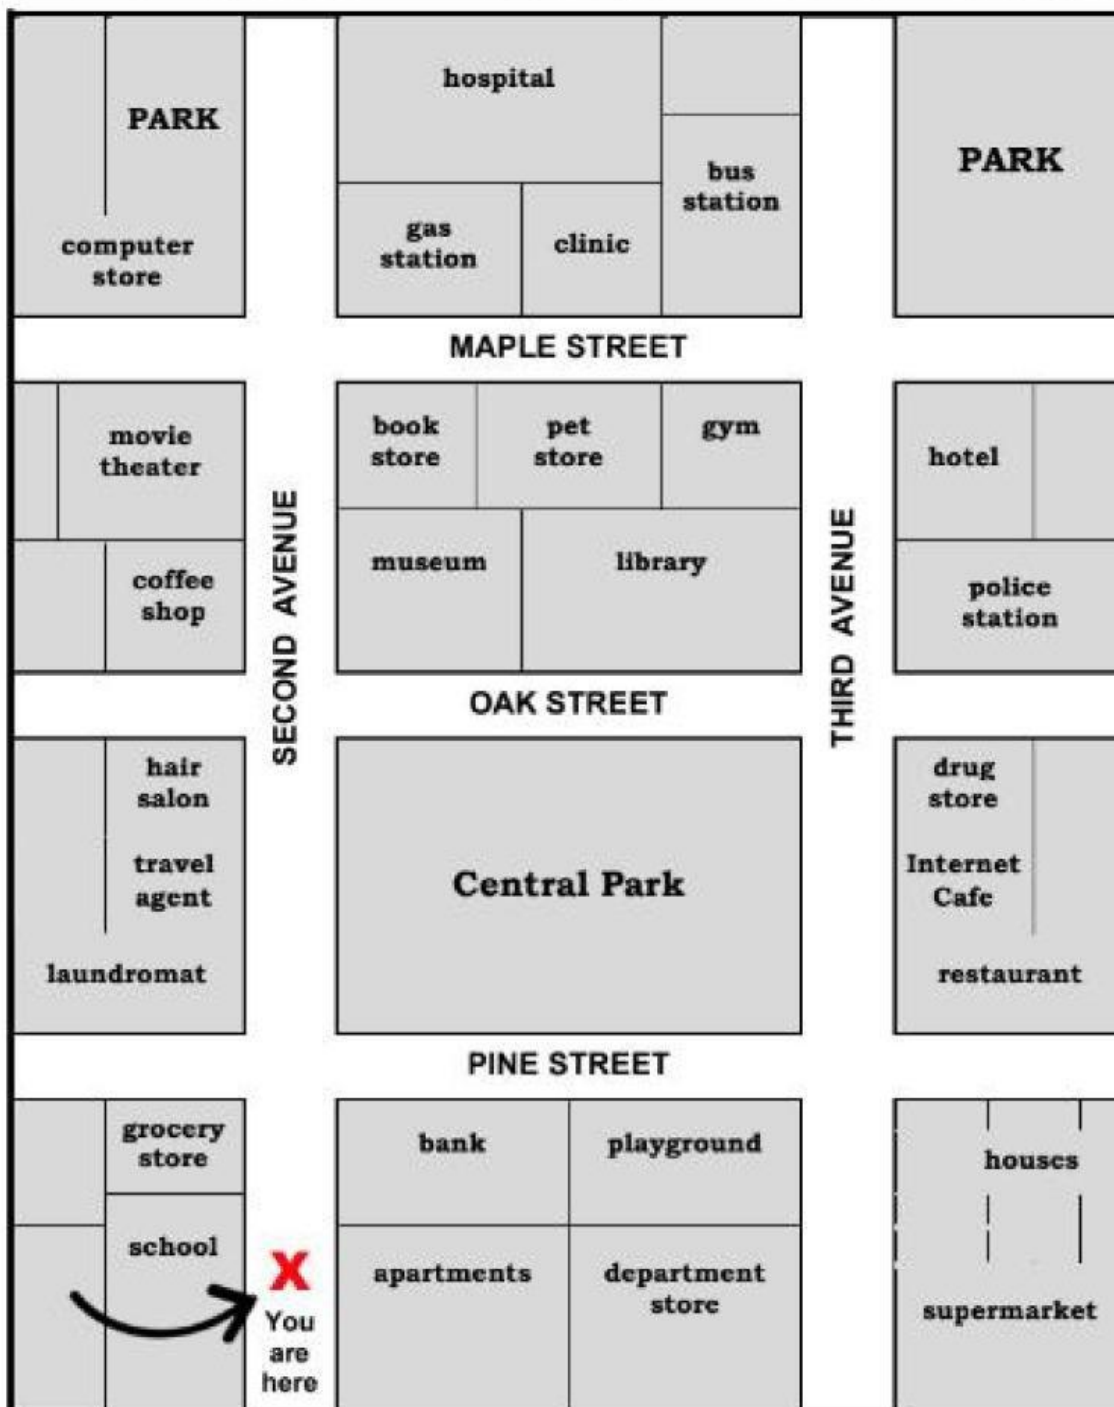 hospital
PARK
PARK
bus
station
gas
station
clinic
computer
store
MAPLE STREET
movie
theater
book
store
pet
store
gym
hotel
SECOND AVENUE
THIRD AVENUE
coffee
shop
museum
library
police
station
OAK STREET
hair
salon
travel
agent
laundromat
Central Park
drug
store
Internet
Cafe
restaurant
PINE STREET
grocery
store
bank
playground
houses
school
X
You
are
here
apartments
department
store
supermarket